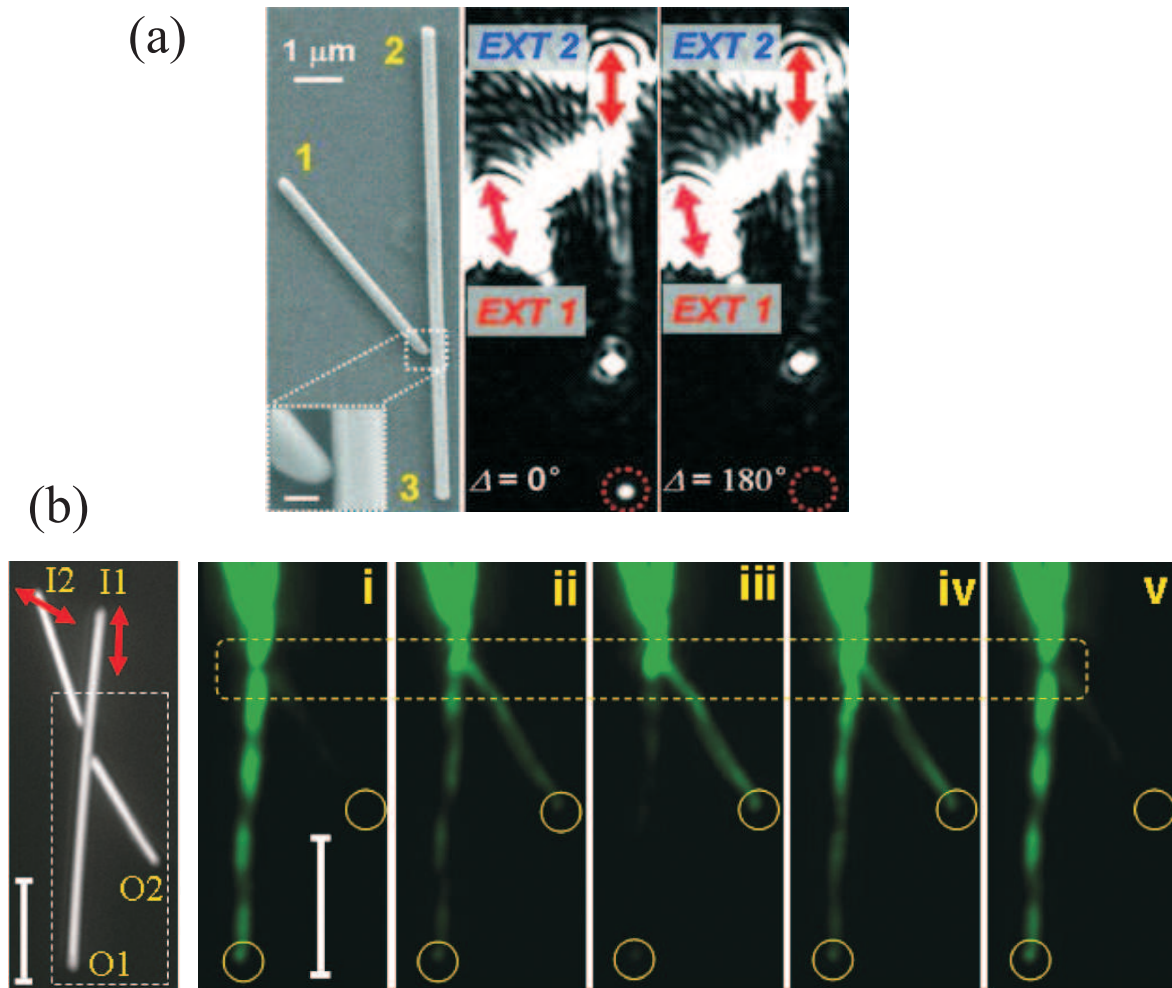 (a)
1 μm
2
1
3
EXT 2
EXT 1
Δ = 0°
EXT 2
EXT 1
Δ = 180°
(b)
I2
I1
O2
O1
i
ii
iii
iv
v